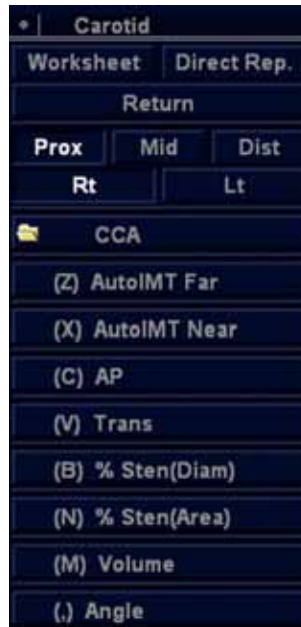 Carotid
Worksheet Direct Rep.
Return
Prox Mid Dist
Rt Lt
CCA
(Z) AutoIMT Far
(X) AutoIMT Near
(C) AP
(V) Trans
(B) % Sten(Diam)
(N) % Sten(Area)
(M) Volume
(.) Angle